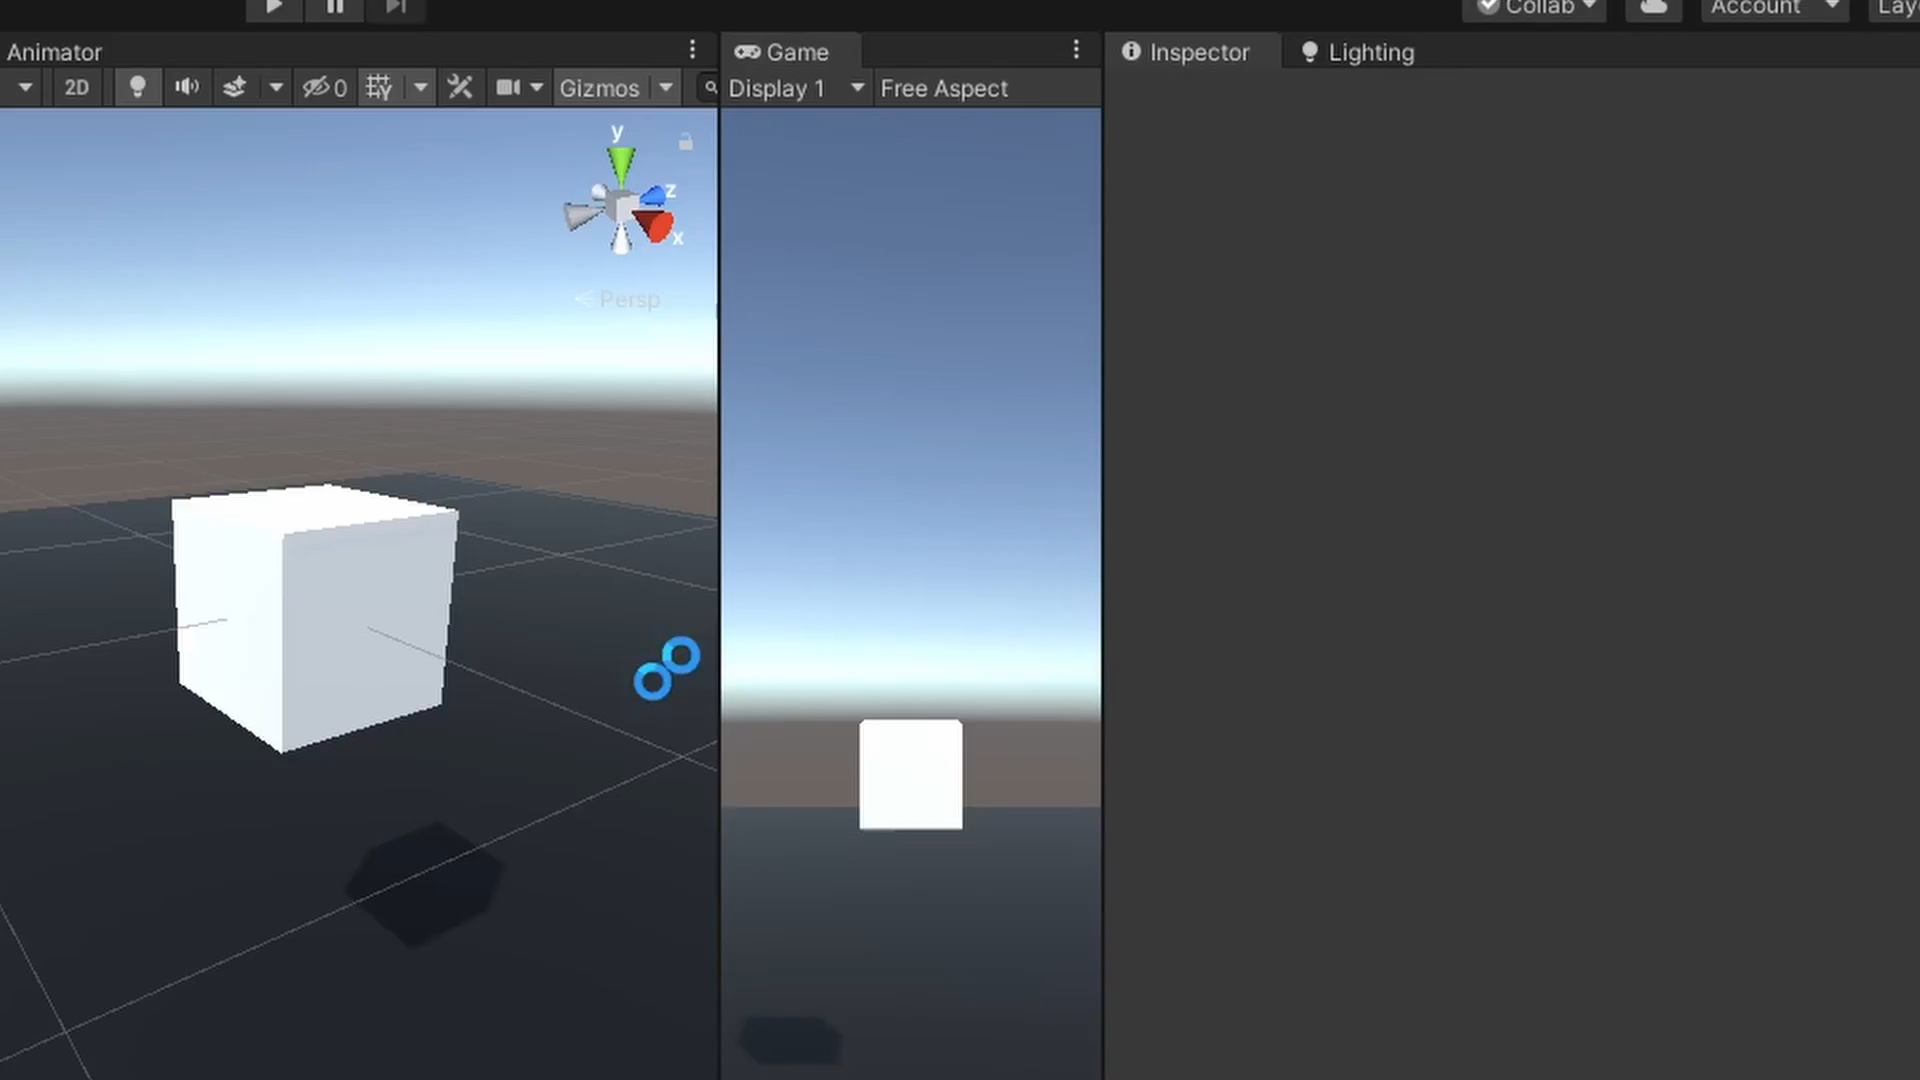 Collab
Account
Lay
Animator
Game
Inspector
Lighting
2D
0
Gizmos
Display 1
Free Aspect
y
z
x
Persp